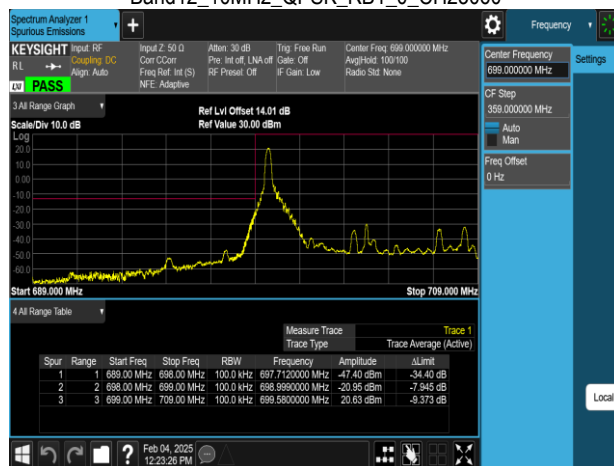 Spectrum Analyzer 1
Spurious Emissions
Frequency
KEYSIGHT Input: RF Input Z: 50 Ω Atten: 30 dB Trig: Free Run Center Freq: 699.000000 MHz
RL Coupling: DC Corr CCorr Pre: Int off, LNA off Gate: Off Avg|Hold: 100/100
Align: Auto Freq Ref: Int (S) RF Preset: Off IF Gain: Low Radio Std: None
LXI PASS NFE: Adaptive
3 All Range Graph
Ref Lvl Offset 14.01 dB
Scale/Div 10.0 dB Ref Value 30.00 dBm
Log
20.0
10.0
0.00
-10.0
-20.0
-30.0
-40.0
-50.0
-60.0
Start 689.000 MHz Stop 709.000 MHz
4 All Range Table
Measure Trace Trace 1
Trace Type Trace Average (Active)
Spur Range Start Freq Stop Freq RBW Frequency Amplitude ΔLimit
1 1 689.00 MHz 698.00 MHz 100.0 kHz 697.7120000 MHz -47.40 dBm -34.40 dB
2 2 698.00 MHz 699.00 MHz 100.0 kHz 698.9990000 MHz -20.95 dBm -7.945 dB
3 3 699.00 MHz 709.00 MHz 100.0 kHz 699.5800000 MHz 20.63 dBm -9.373 dB
Center Frequency
699.000000 MHz
Settings
CF Step
359.000000 MHz
Auto
Man
Freq Offset
0 Hz
Local
Feb 04, 2025
12:23:26 PM